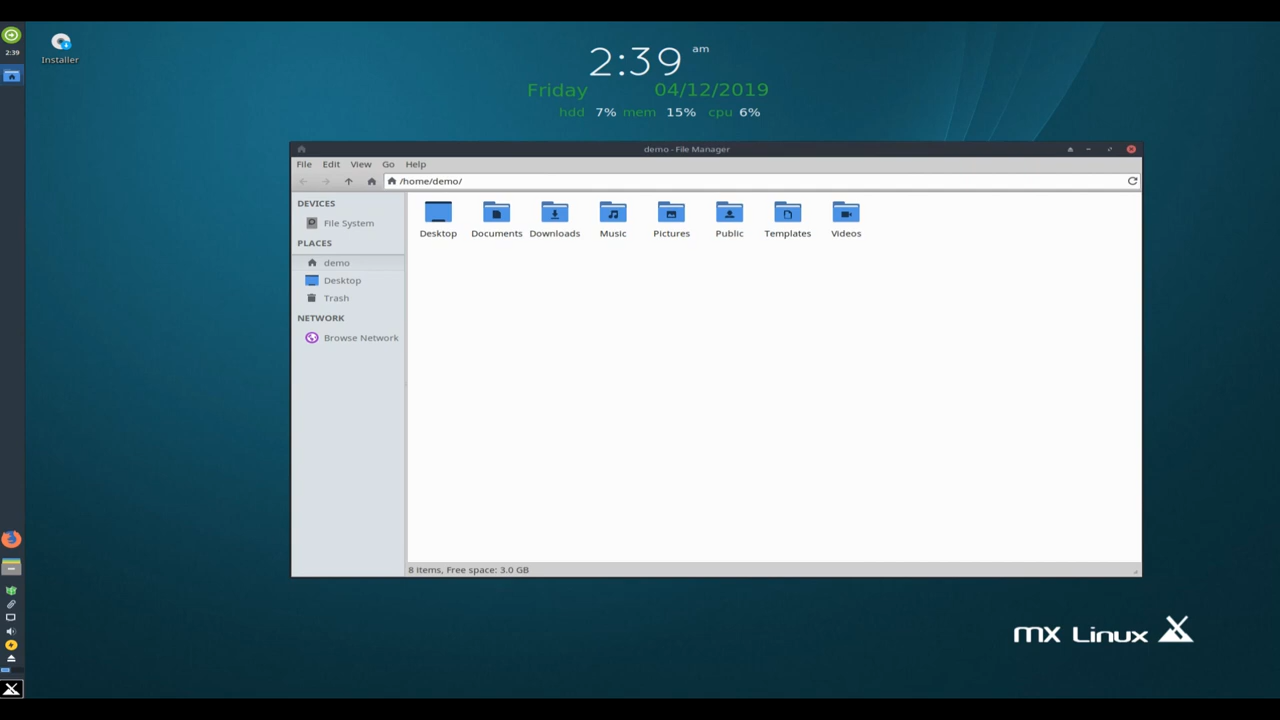 2:39
Installer
2:39 am
Friday 04/12/2019
hdd 7% mem 15% cpu 6%
demo - File Manager
File Edit View Go Help
/home/demo/
DEVICES
File System
PLACES
demo
Desktop
Trash
NETWORK
Browse Network
Desktop Documents Downloads Music Pictures Public Templates Videos
8 items, Free space: 3.0 GB
mx Linux